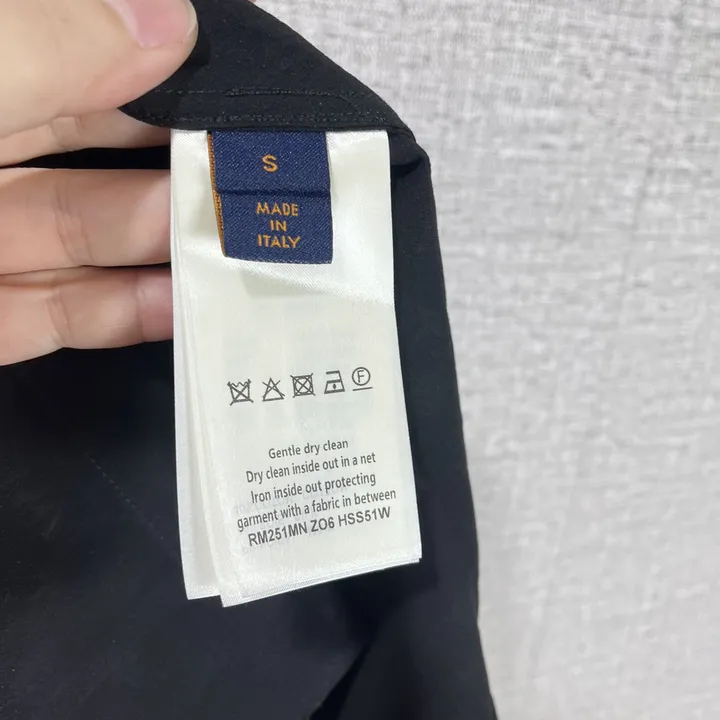 S
MADE
IN
ITALY
F
Gentle dry clean
Dry clean inside out in a net
Iron inside out protecting
garment with a fabric in between
RM251MN ZO6 HSS51W